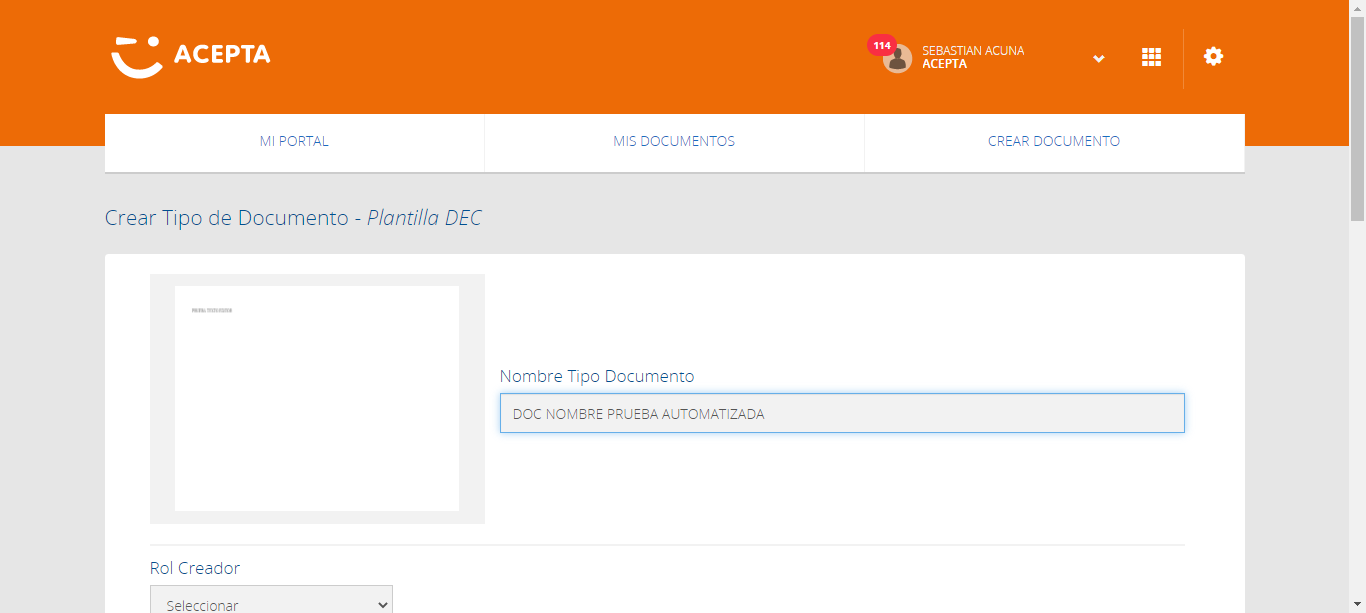 ACEPTA
114
SEBASTIAN ACUNA
ACEPTA
MI PORTAL
MIS DOCUMENTOS
CREAR DOCUMENTO
Crear Tipo de Documento - Plantilla DEC
Nombre Tipo Documento
DOC NOMBRE PRUEBA AUTOMATIZADA
Rol Creador
Seleccionar